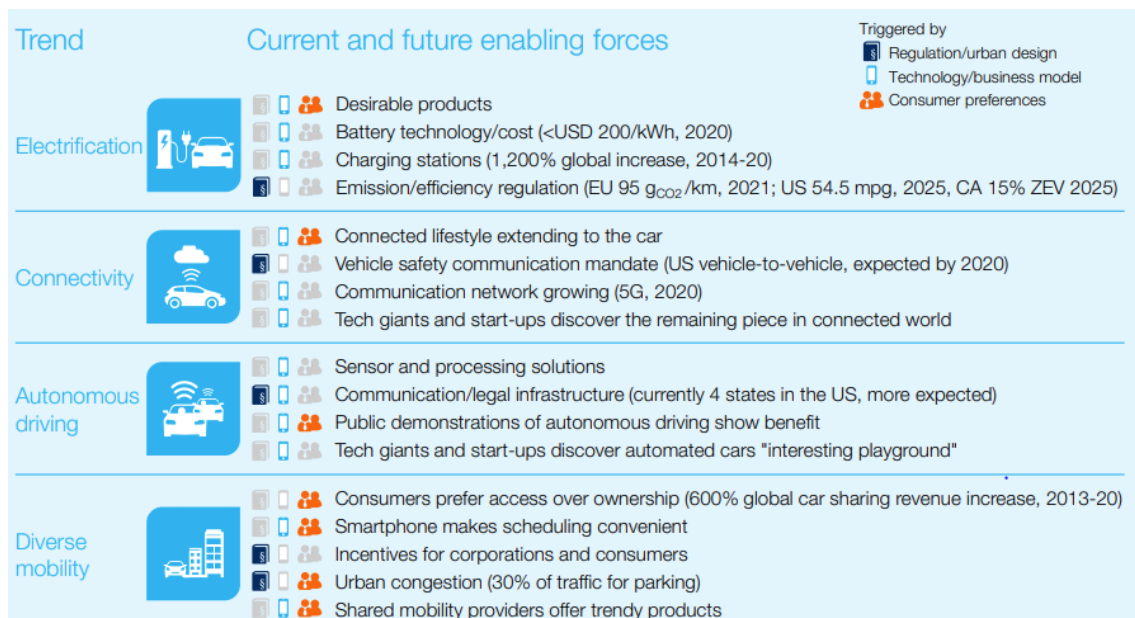 Trend
Current and future enabling forces
Triggered by
§ Regulation/urban design
Technology/business model
Consumer preferences
Electrification
Desirable products
Battery technology/cost (<USD 200/kWh, 2020)
Charging stations (1,200% global increase, 2014-20)
Emission/efficiency regulation (EU 95 gCO2/km, 2021; US 54.5 mpg, 2025, CA 15% ZEV 2025)
Connectivity
Connected lifestyle extending to the car
Vehicle safety communication mandate (US vehicle-to-vehicle, expected by 2020)
Communication network growing (5G, 2020)
Tech giants and start-ups discover the remaining piece in connected world
Autonomous
driving
Sensor and processing solutions
Communication/legal infrastructure (currently 4 states in the US, more expected)
Public demonstrations of autonomous driving show benefit
Tech giants and start-ups discover automated cars "interesting playground"
Diverse
mobility
Consumers prefer access over ownership (600% global car sharing revenue increase, 2013-20)
Smartphone makes scheduling convenient
Incentives for corporations and consumers
Urban congestion (30% of traffic for parking)
Shared mobility providers offer trendy products